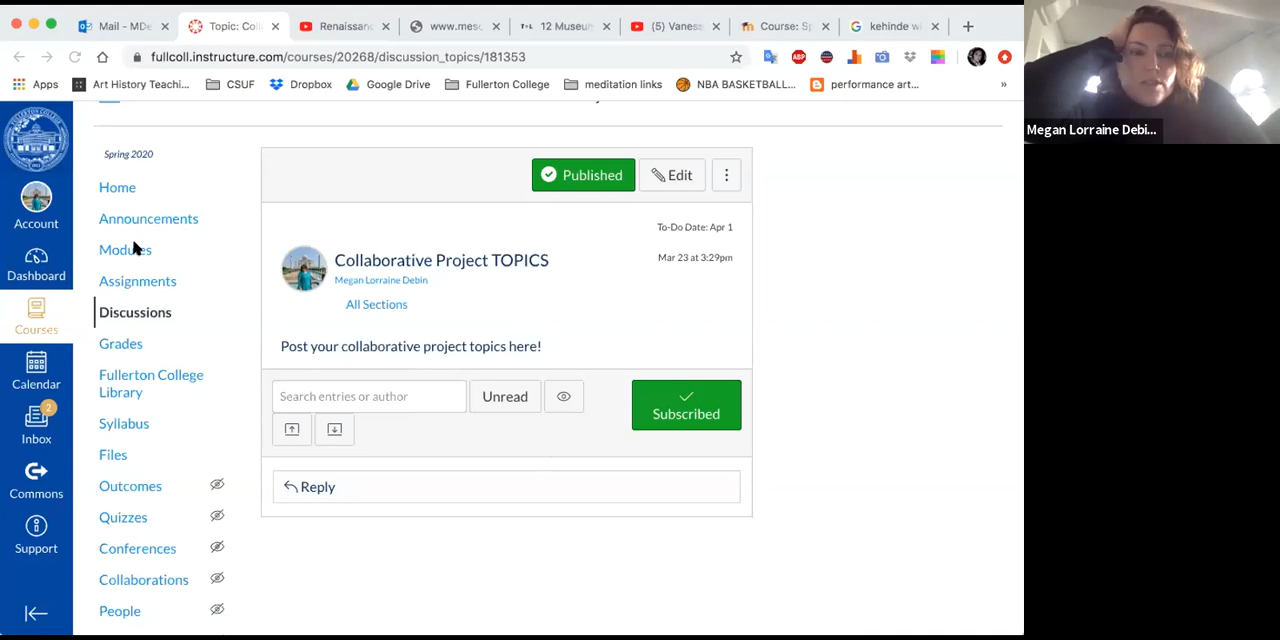 Mail - MDe
Topic: Coll
Renaissanc
www.meso
12 Museum
(5) Vaness
Course: Sp
kehinde wi
fullcoll.instructure.com/courses/20268/discussion_topics/181353
Apps
Art History Teachi...
CSUF
Dropbox
Google Drive
Fullerton College
meditation links
NBA BASKETBALL...
performance art...
»
Megan Lorraine Debi...
Spring 2020
Account
Dashboard
Courses
Calendar
2
Inbox
Commons
Support
Home
Announcements
Modules
Assignments
Discussions
Grades
Fullerton College
Library
Syllabus
Files
Outcomes
Quizzes
Conferences
Collaborations
People
Published
Edit
To-Do Date: Apr 1
Collaborative Project TOPICS
Mar 23 at 3:29pm
Megan Lorraine Debin
All Sections
Post your collaborative project topics here!
Search entries or author
Unread
Subscribed
Reply